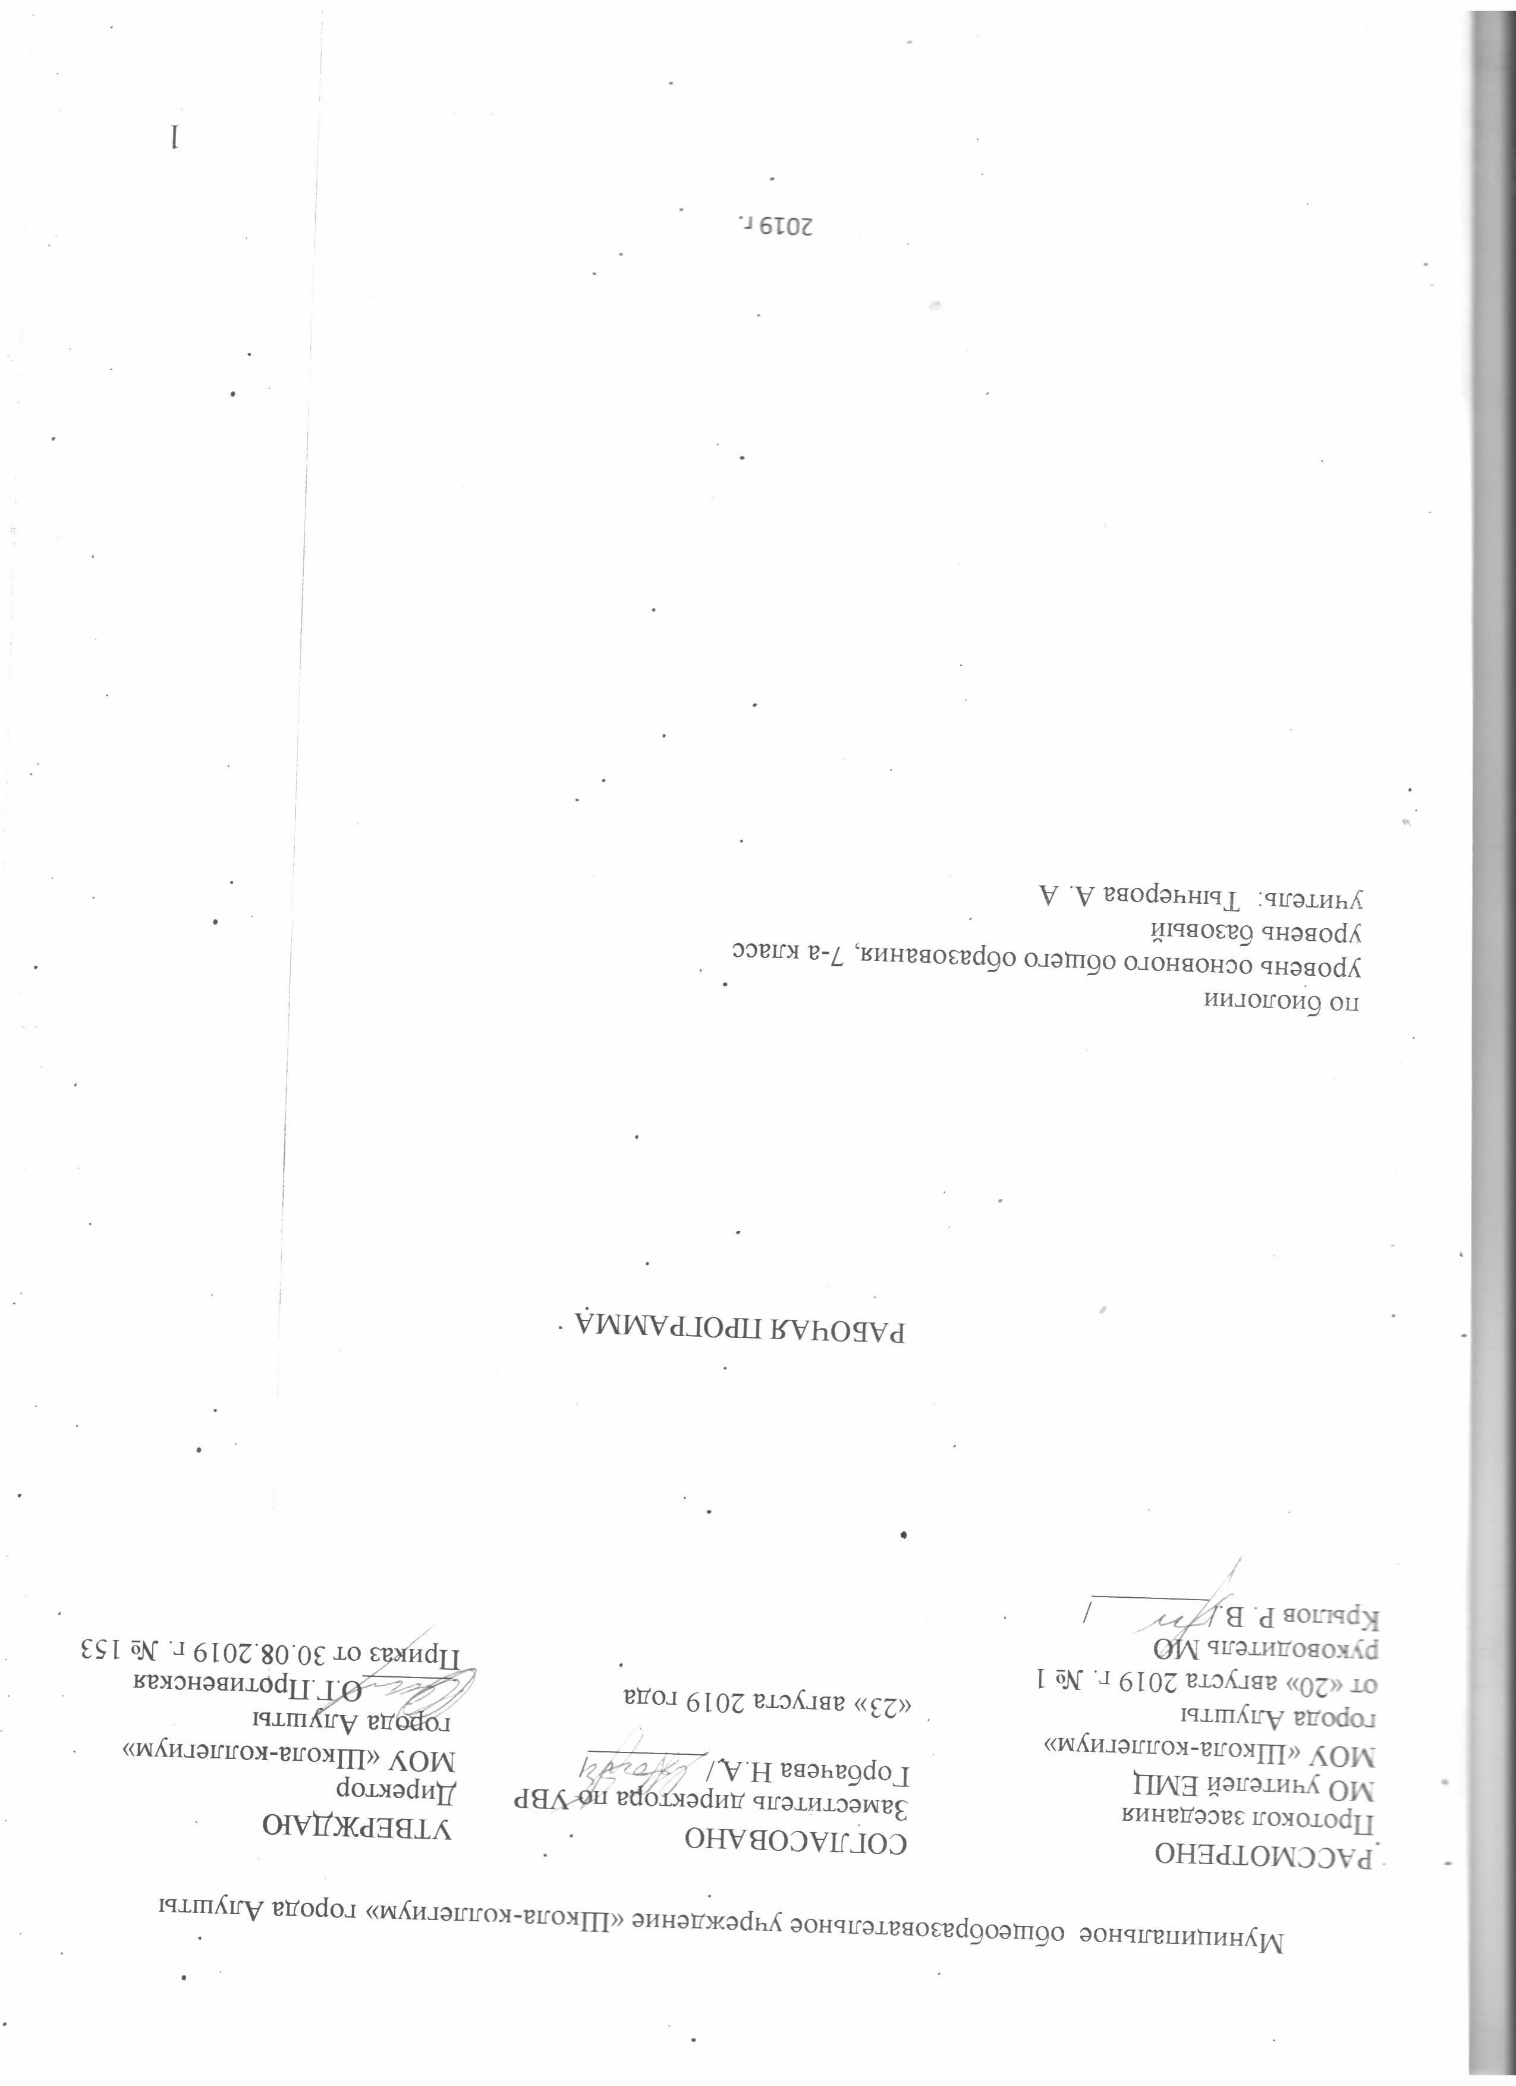 Муниципальное общеобразовательное учреждение «Школа-коллегиум» города Алушты
РАССМОТРЕНО
Протокол заседания
МО учителей ЕМЦ
МОУ «Школа-коллегиум»
города Алушты
от «20» августа 2019 г. № 1
руководитель МО
Крылов Р. В./ /
СОГЛАСОВАНО
Заместитель директора по УВР
Горбачева Н.А./ /
«23» августа 2019 года
УТВЕРЖДАЮ
Директор
МОУ «Школа-коллегиум»
города Алушты
О.Г.Противенская
Приказ от 30.08.2019 г. № 153
РАБОЧАЯ ПРОГРАММА
по биологии
уровень основного общего образования, 7-а класс
уровень базовый
учитель: Тынчерова А. А
2019 г.
1